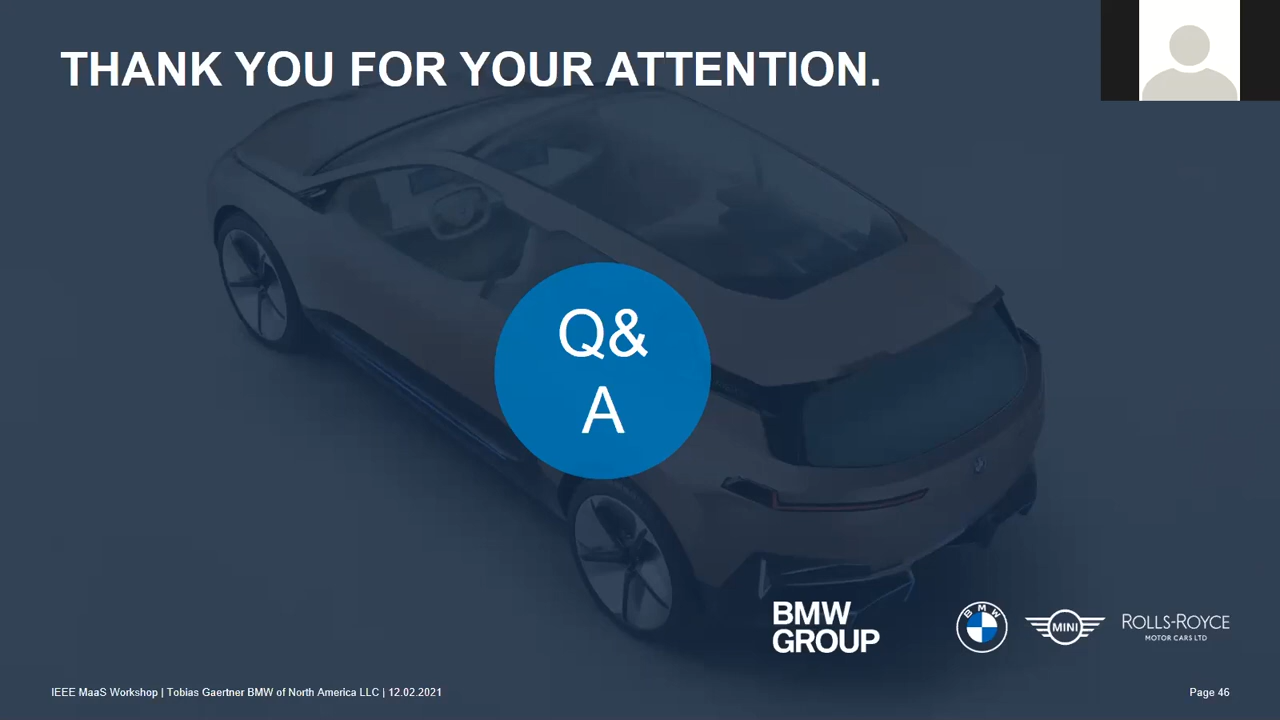 THANK YOU FOR YOUR ATTENTION.
Q&
A
BMW
GROUP
BMW
MINI
ROLLS-ROYCE
MOTOR CARS LTD
IEEE MaaS Workshop | Tobias Gaertner BMW of North America LLC | 12.02.2021
Page 46